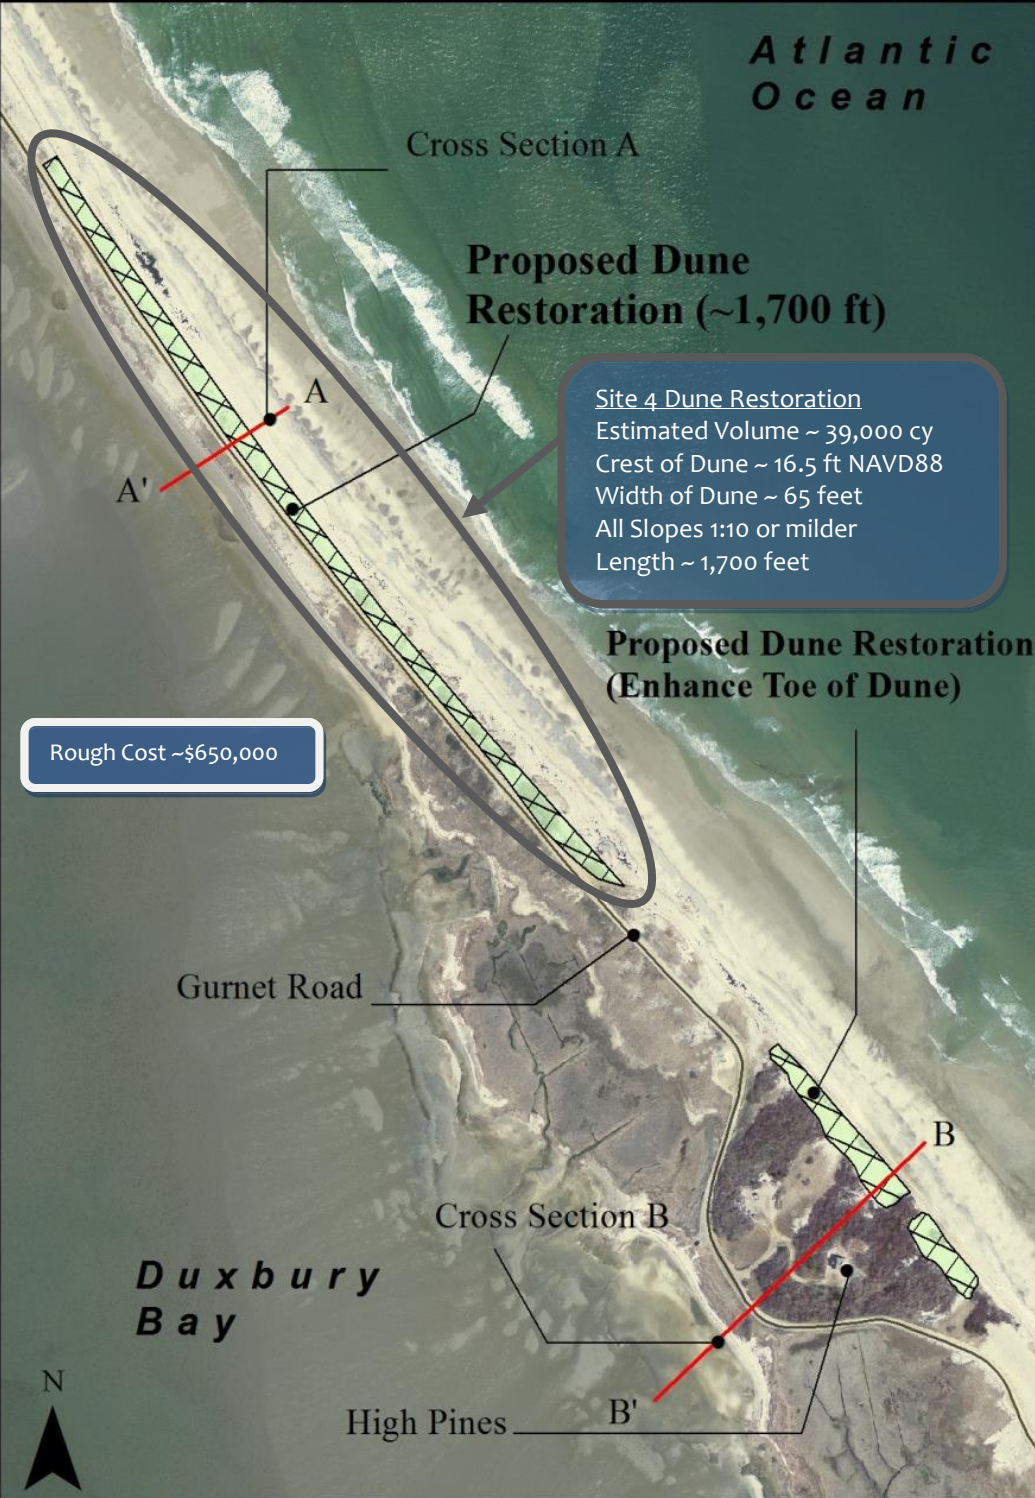 Atlantic
Ocean
Cross Section A
Proposed Dune
Restoration (~1,700 ft)
A
A'
Site 4 Dune Restoration
Estimated Volume ~ 39,000 cy
Crest of Dune ~ 16.5 ft NAVD88
Width of Dune ~ 65 feet
All Slopes 1:10 or milder
Length ~ 1,700 feet
Proposed Dune Restoration
(Enhance Toe of Dune)
Rough Cost ~$650,000
Gurnet Road
B
Cross Section B
Duxbury
Bay
N
B'
High Pines